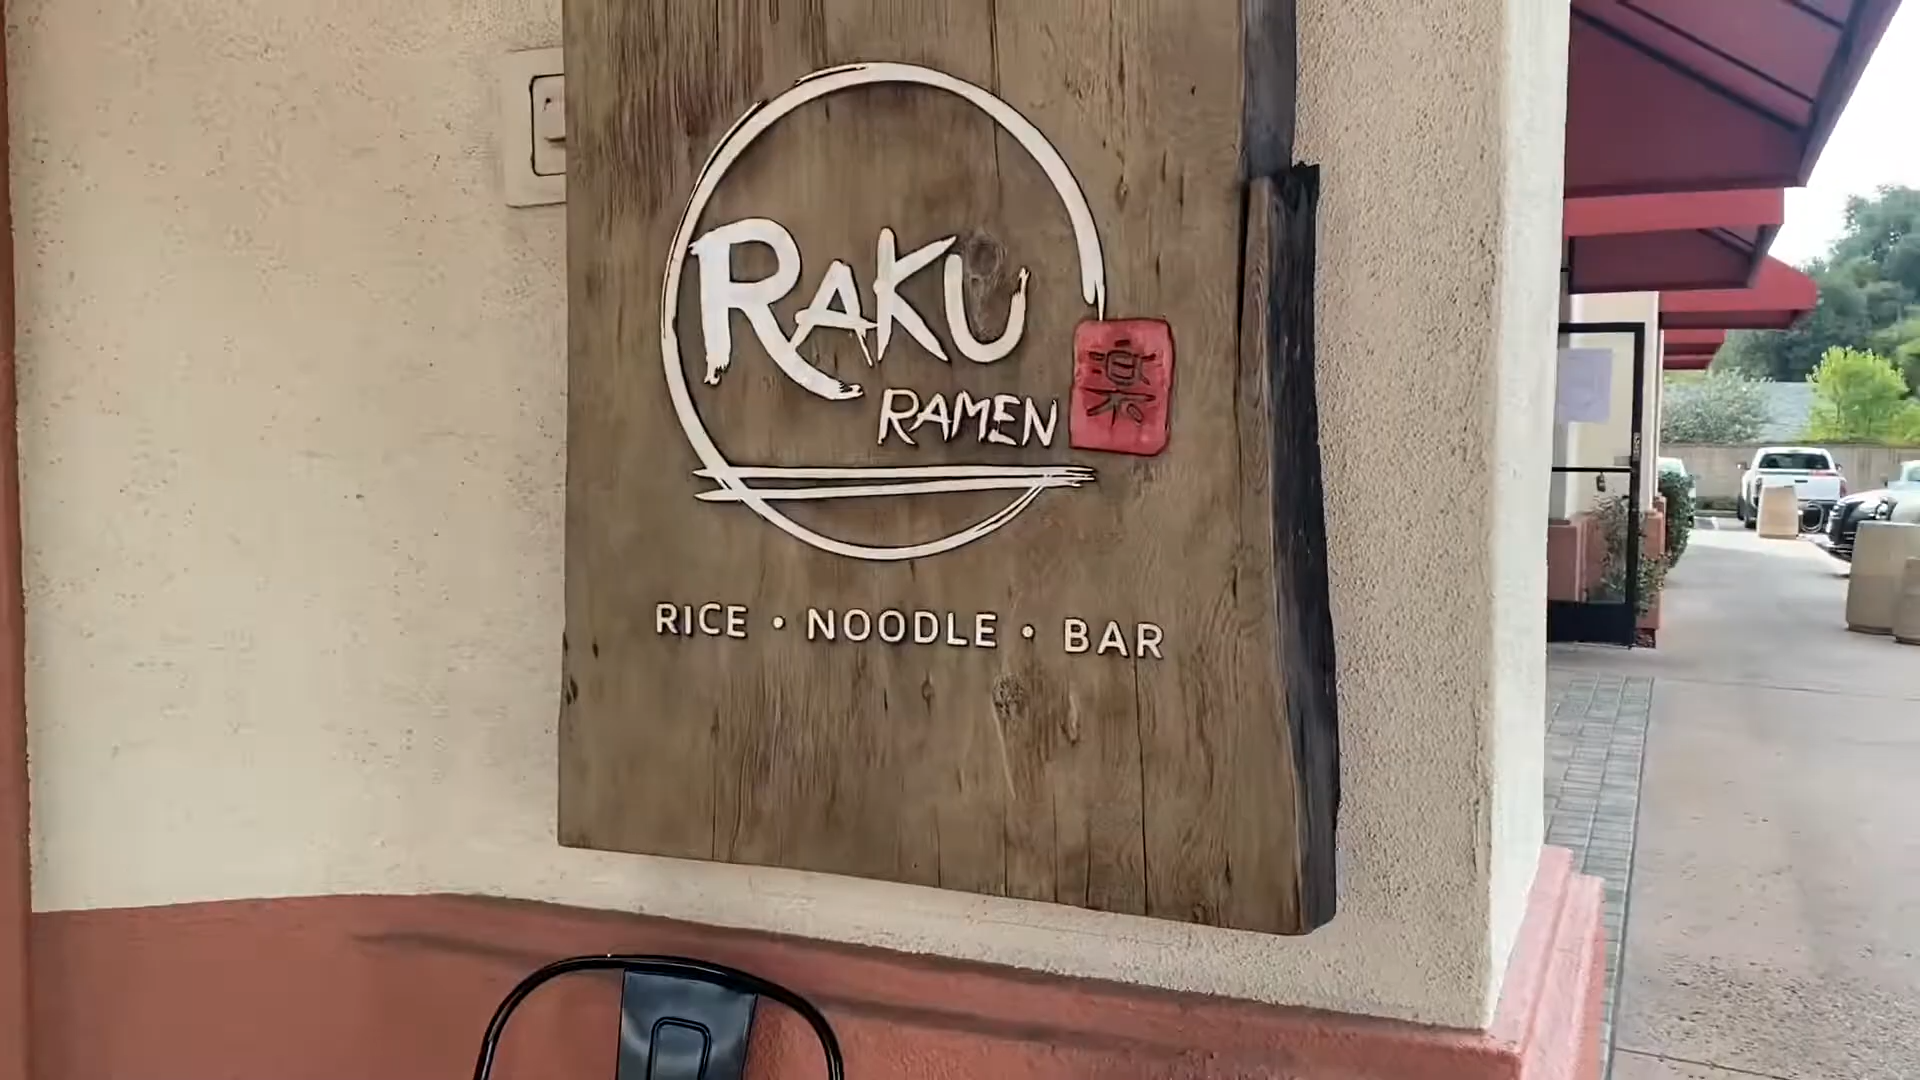 RAKU
RAMEN
楽
RICE • NOODLE • BAR